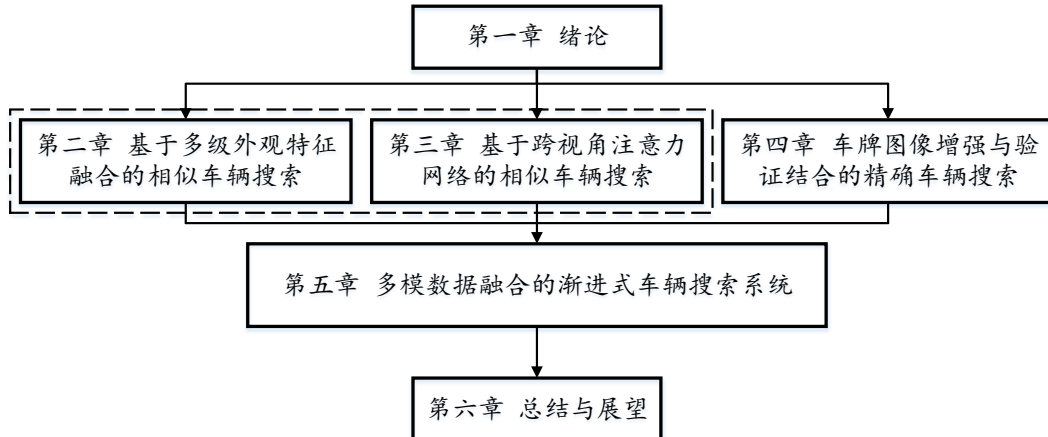 第一章 绪论
第二章 基于多级外观特征
融合的相似车辆搜索
第三章 基于跨视角注意力
网络的相似车辆搜索
第四章 车牌图像增强与验
证结合的精确车辆搜索
第五章 多模数据融合的渐进式车辆搜索系统
第六章 总结与展望